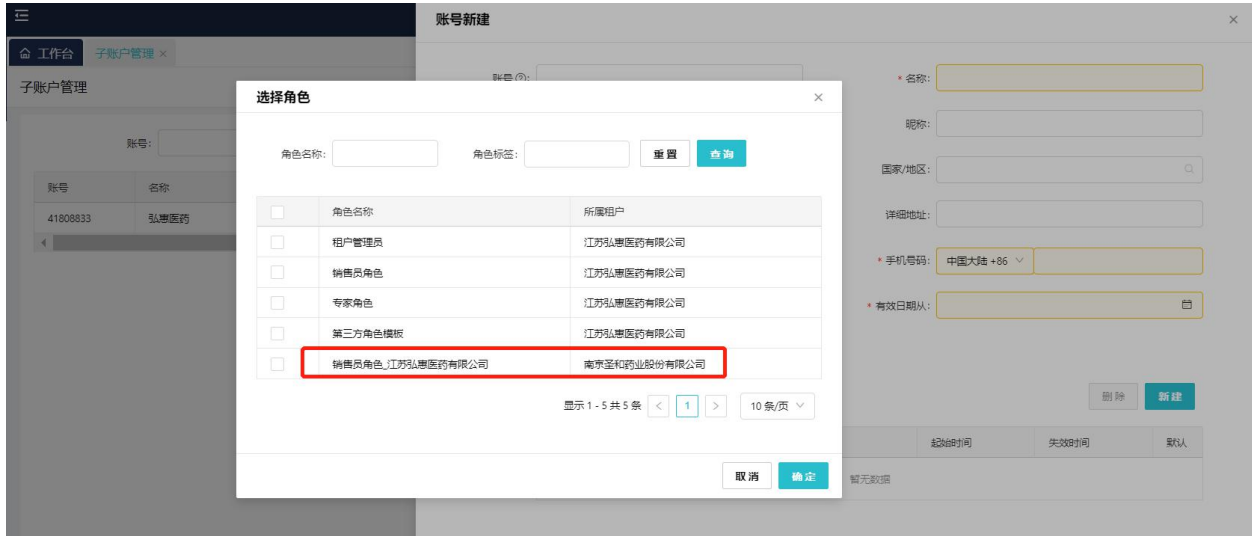 账号新建
工作台 子账户管理 ×
子账户管理
账号:
账号 名称
41808833 弘惠医药
账号?:
* 名称:
昵称:
国家/地区:
详细地址:
* 手机号码: 中国大陆 +86
* 有效日期从:
删除 新建
起始时间 失效时间 默认
暂无数据
选择角色
角色名称: 角色标签: 重置 查询
角色名称 所属租户
租户管理员 江苏弘惠医药有限公司
销售员角色 江苏弘惠医药有限公司
专家角色 江苏弘惠医药有限公司
第三方角色模板 江苏弘惠医药有限公司
销售员角色_江苏弘惠医药有限公司 南京圣和药业股份有限公司
显示 1 - 5 共 5 条 < 1 > 10 条/页
取消 确定